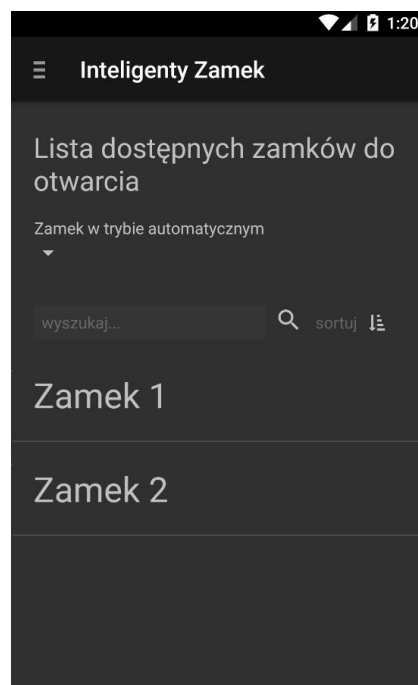 1:20
Inteligenty Zamek
Lista dostępnych zamków do
otwarcia
Zamek w trybie automatycznym
wyszukaj... sortuj
Zamek 1
Zamek 2